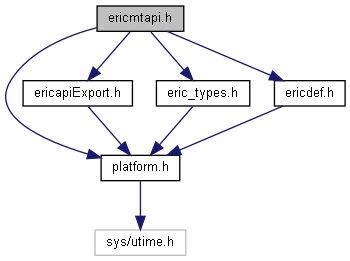 ericmtapi.h
ericapiExport.h
eric_types.h
ericdef.h
platform.h
sys/utime.h